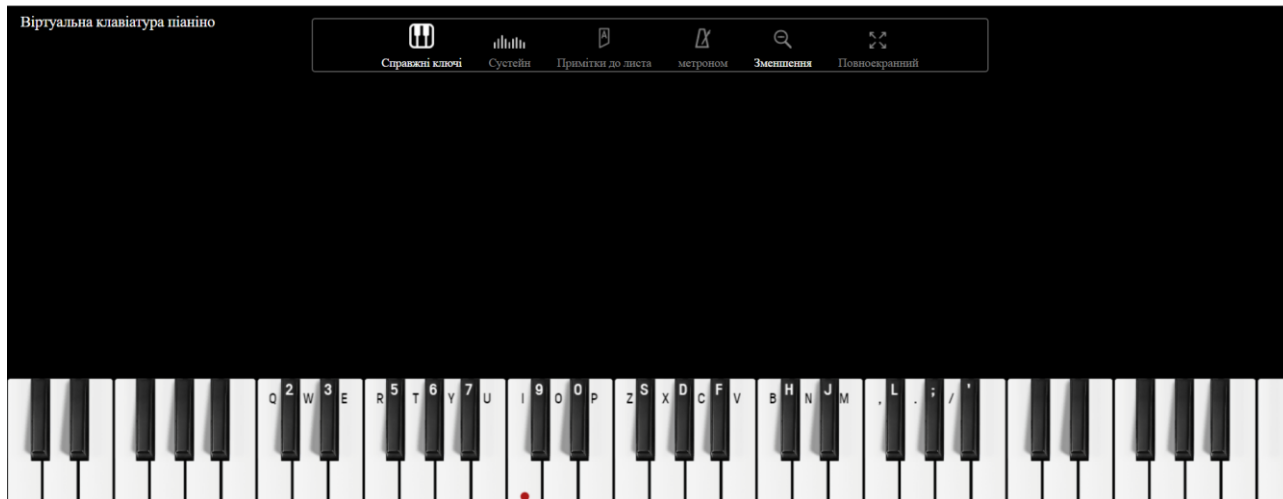 Віртуальна клавіатура піаніно
A
Справжні ключі Сустейн Примітки до листа метроном Зменшення Повноекранний
2 3 5 6 7 9 0 S D F H J L ; '
Q W E R T Y U I O P Z X C V B N M , . /